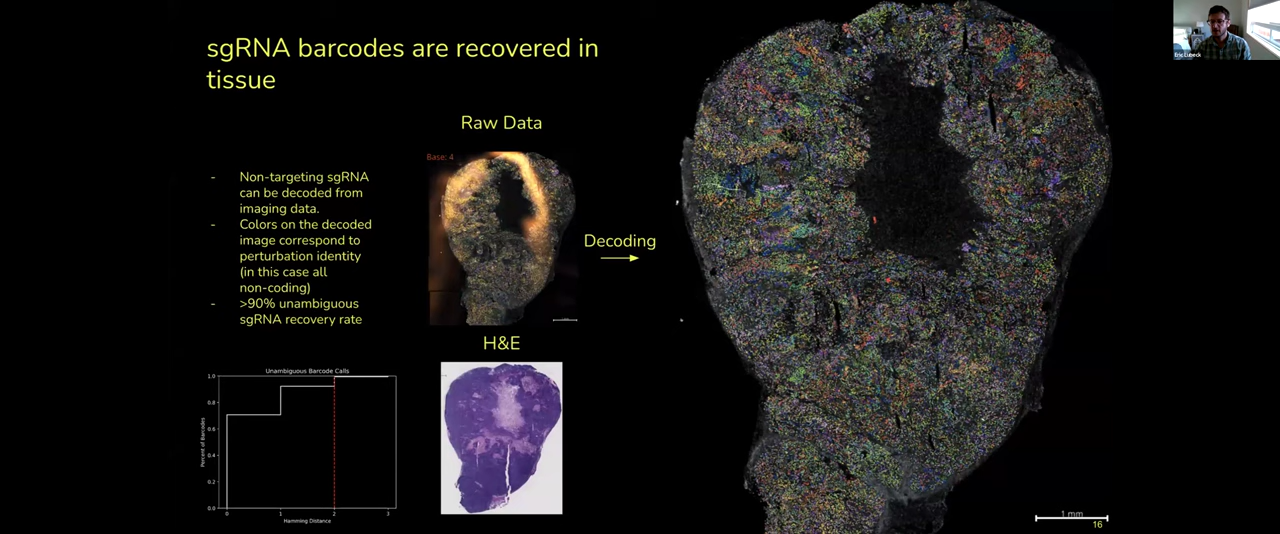 sgRNA barcodes are recovered in
tissue
Raw Data
Base: 4
- Non-targeting sgRNA
can be decoded from
imaging data.
- Colors on the decoded
image correspond to
perturbation identity
(in this case all
non-coding)
- >90% unambiguous
sgRNA recovery rate
Decoding
H&E
Unambiguous Barcode Calls
Percent of Barcodes
1.0
0.8
0.6
0.4
0.2
0.0
0 1 2 3
Hamming Distance
1 mm
16